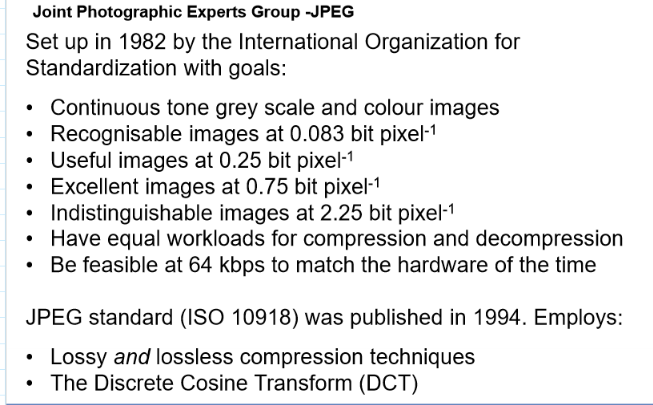 Joint Photographic Experts Group -JPEG
Set up in 1982 by the International Organization for
Standardization with goals:
• Continuous tone grey scale and colour images
• Recognisable images at 0.083 bit pixel⁻¹
• Useful images at 0.25 bit pixel⁻¹
• Excellent images at 0.75 bit pixel⁻¹
• Indistinguishable images at 2.25 bit pixel⁻¹
• Have equal workloads for compression and decompression
• Be feasible at 64 kbps to match the hardware of the time
JPEG standard (ISO 10918) was published in 1994. Employs:
• Lossy and lossless compression techniques
• The Discrete Cosine Transform (DCT)